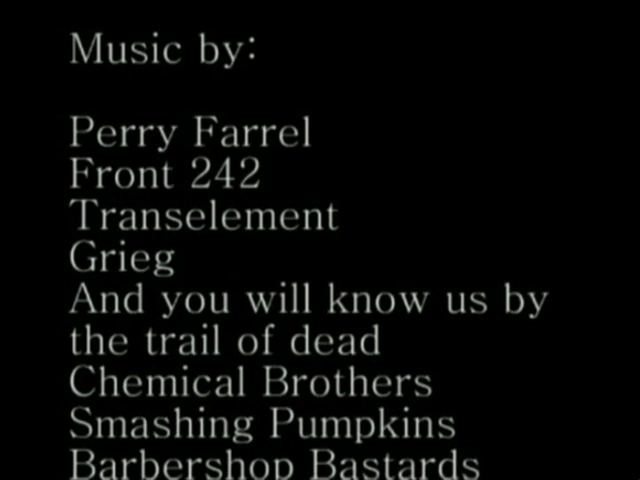 Music by:
Perry Farrel
Front 242
Transelement
Grieg
And you will know us by
the trail of dead
Chemical Brothers
Smashing Pumpkins
Barbershop Bastards